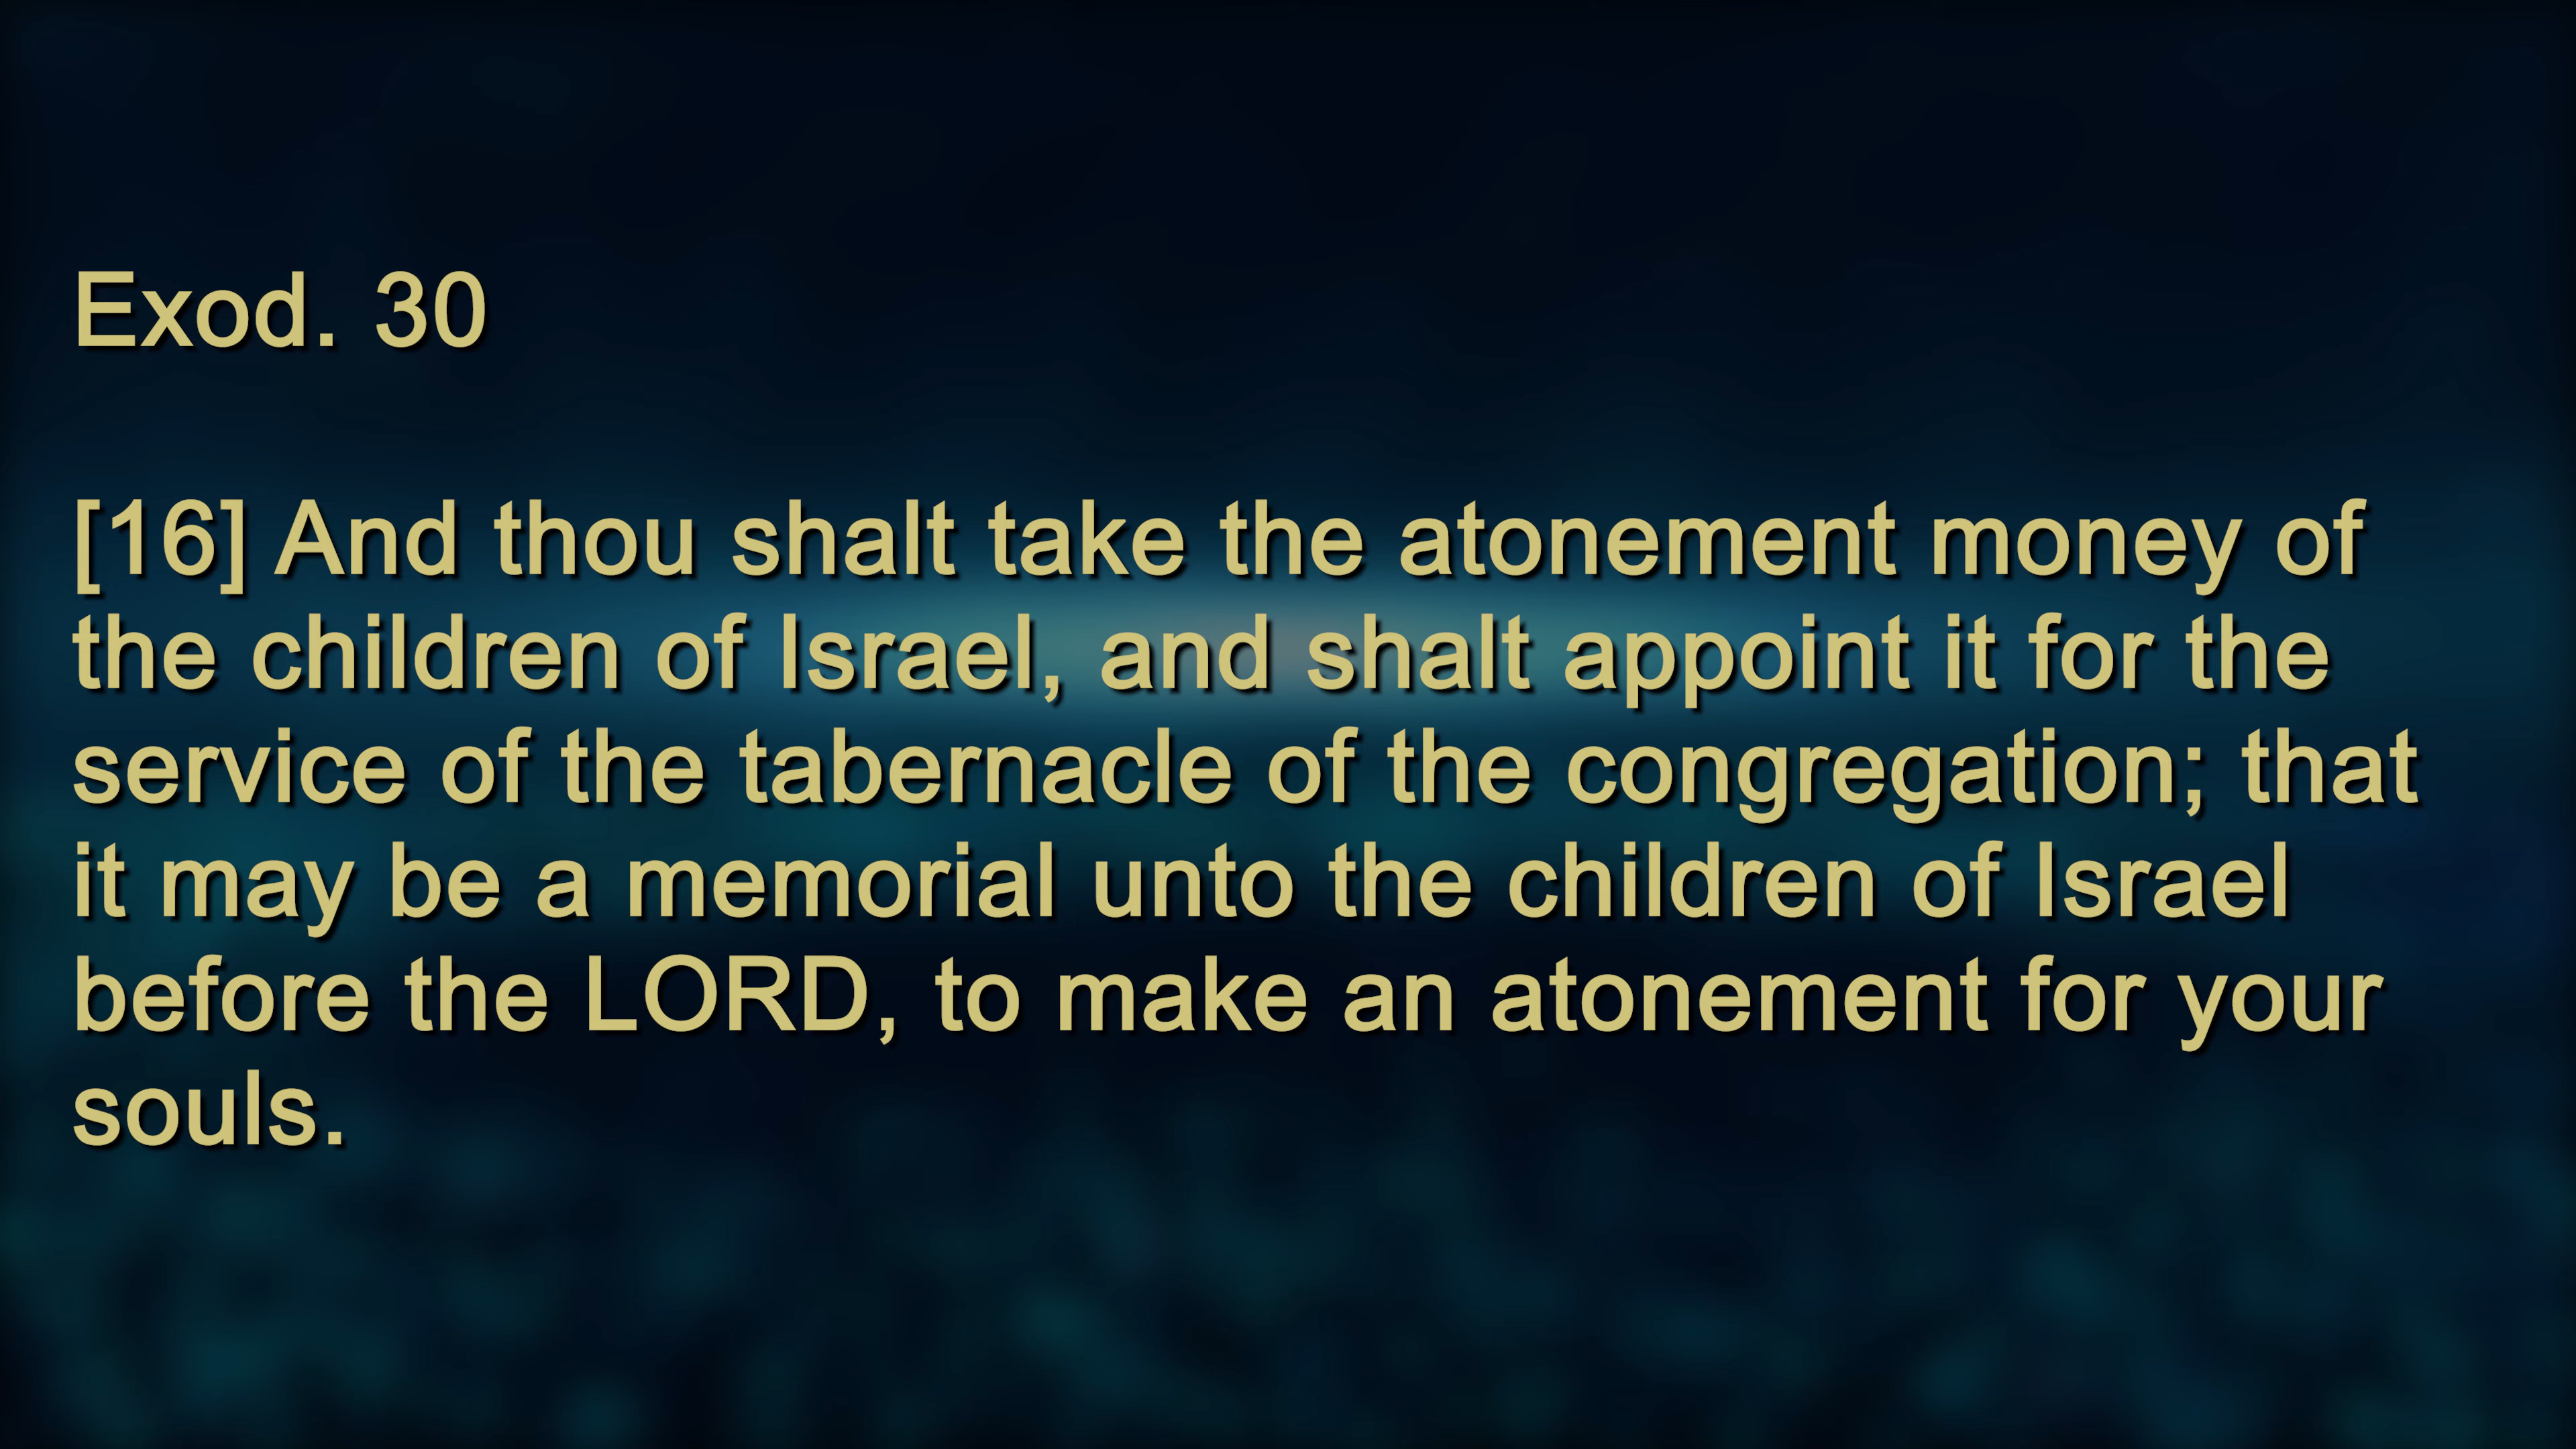 Exod. 30
[16] And thou shalt take the atonement money of
the children of Israel, and shalt appoint it for the
service of the tabernacle of the congregation; that
it may be a memorial unto the children of Israel
before the LORD, to make an atonement for your
souls.